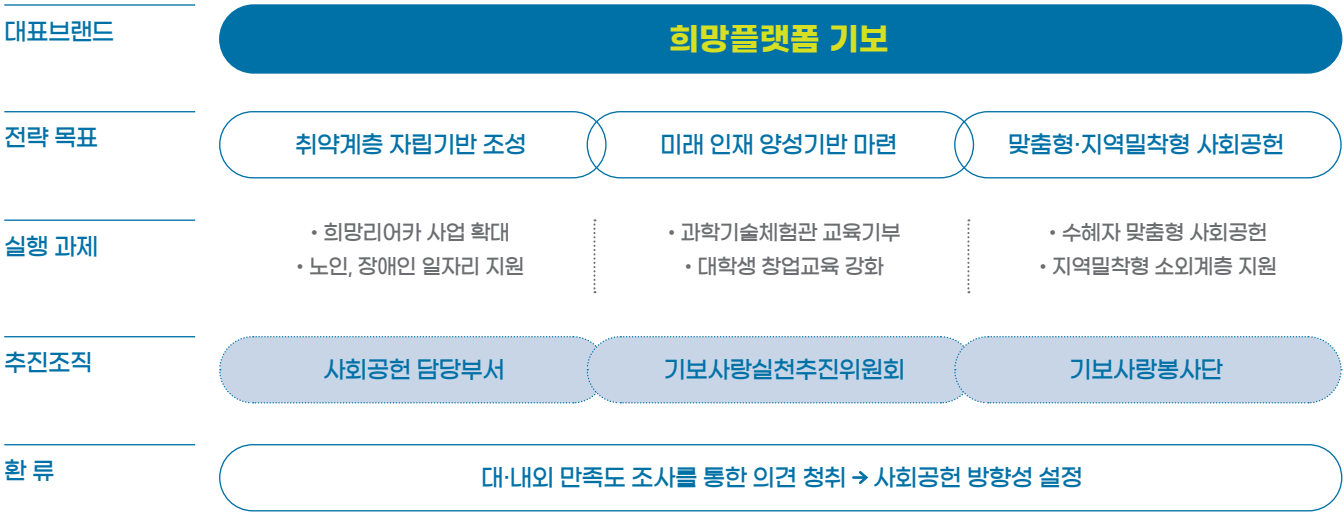 대표브랜드
희망플랫폼 기보
전략 목표
취약계층 자립기반 조성
미래 인재 양성기반 마련
맞춤형·지역밀착형 사회공헌
실행 과제
• 희망리어카 사업 확대
• 노인, 장애인 일자리 지원
• 과학기술체험관 교육기부
• 대학생 창업교육 강화
• 수혜자 맞춤형 사회공헌
• 지역밀착형 소외계층 지원
추진조직
사회공헌 담당부서
기보사랑실천추진위원회
기보사랑봉사단
환 류
대·내외 만족도 조사를 통한 의견 청취 → 사회공헌 방향성 설정